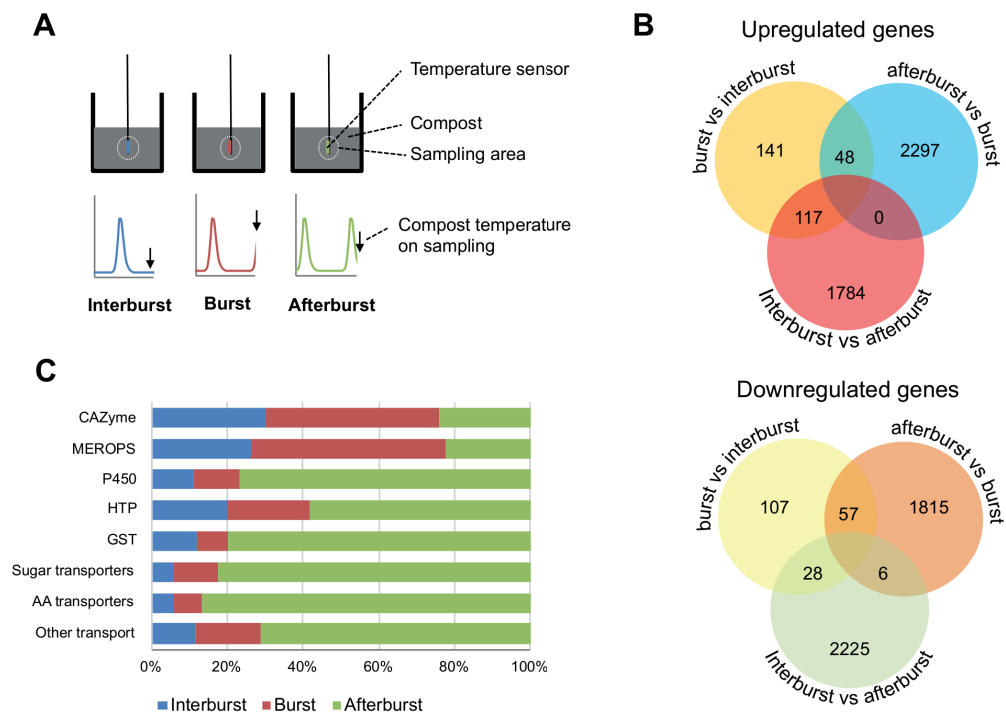 A
Temperature sensor
Compost
Sampling area
Compost temperature
on sampling
Interburst
Burst
Afterburst
B
Upregulated genes
burst vs interburst
afterburst vs burst
141
48
2297
117
0
1784
Interburst vs afterburst
Downregulated genes
burst vs interburst
afterburst vs burst
107
57
1815
28
6
2225
Interburst vs afterburst
C
CAZyme
MEROPS
P450
HTP
GST
Sugar transporters
AA transporters
Other transport
0% 20% 40% 60% 80% 100%
Interburst Burst Afterburst